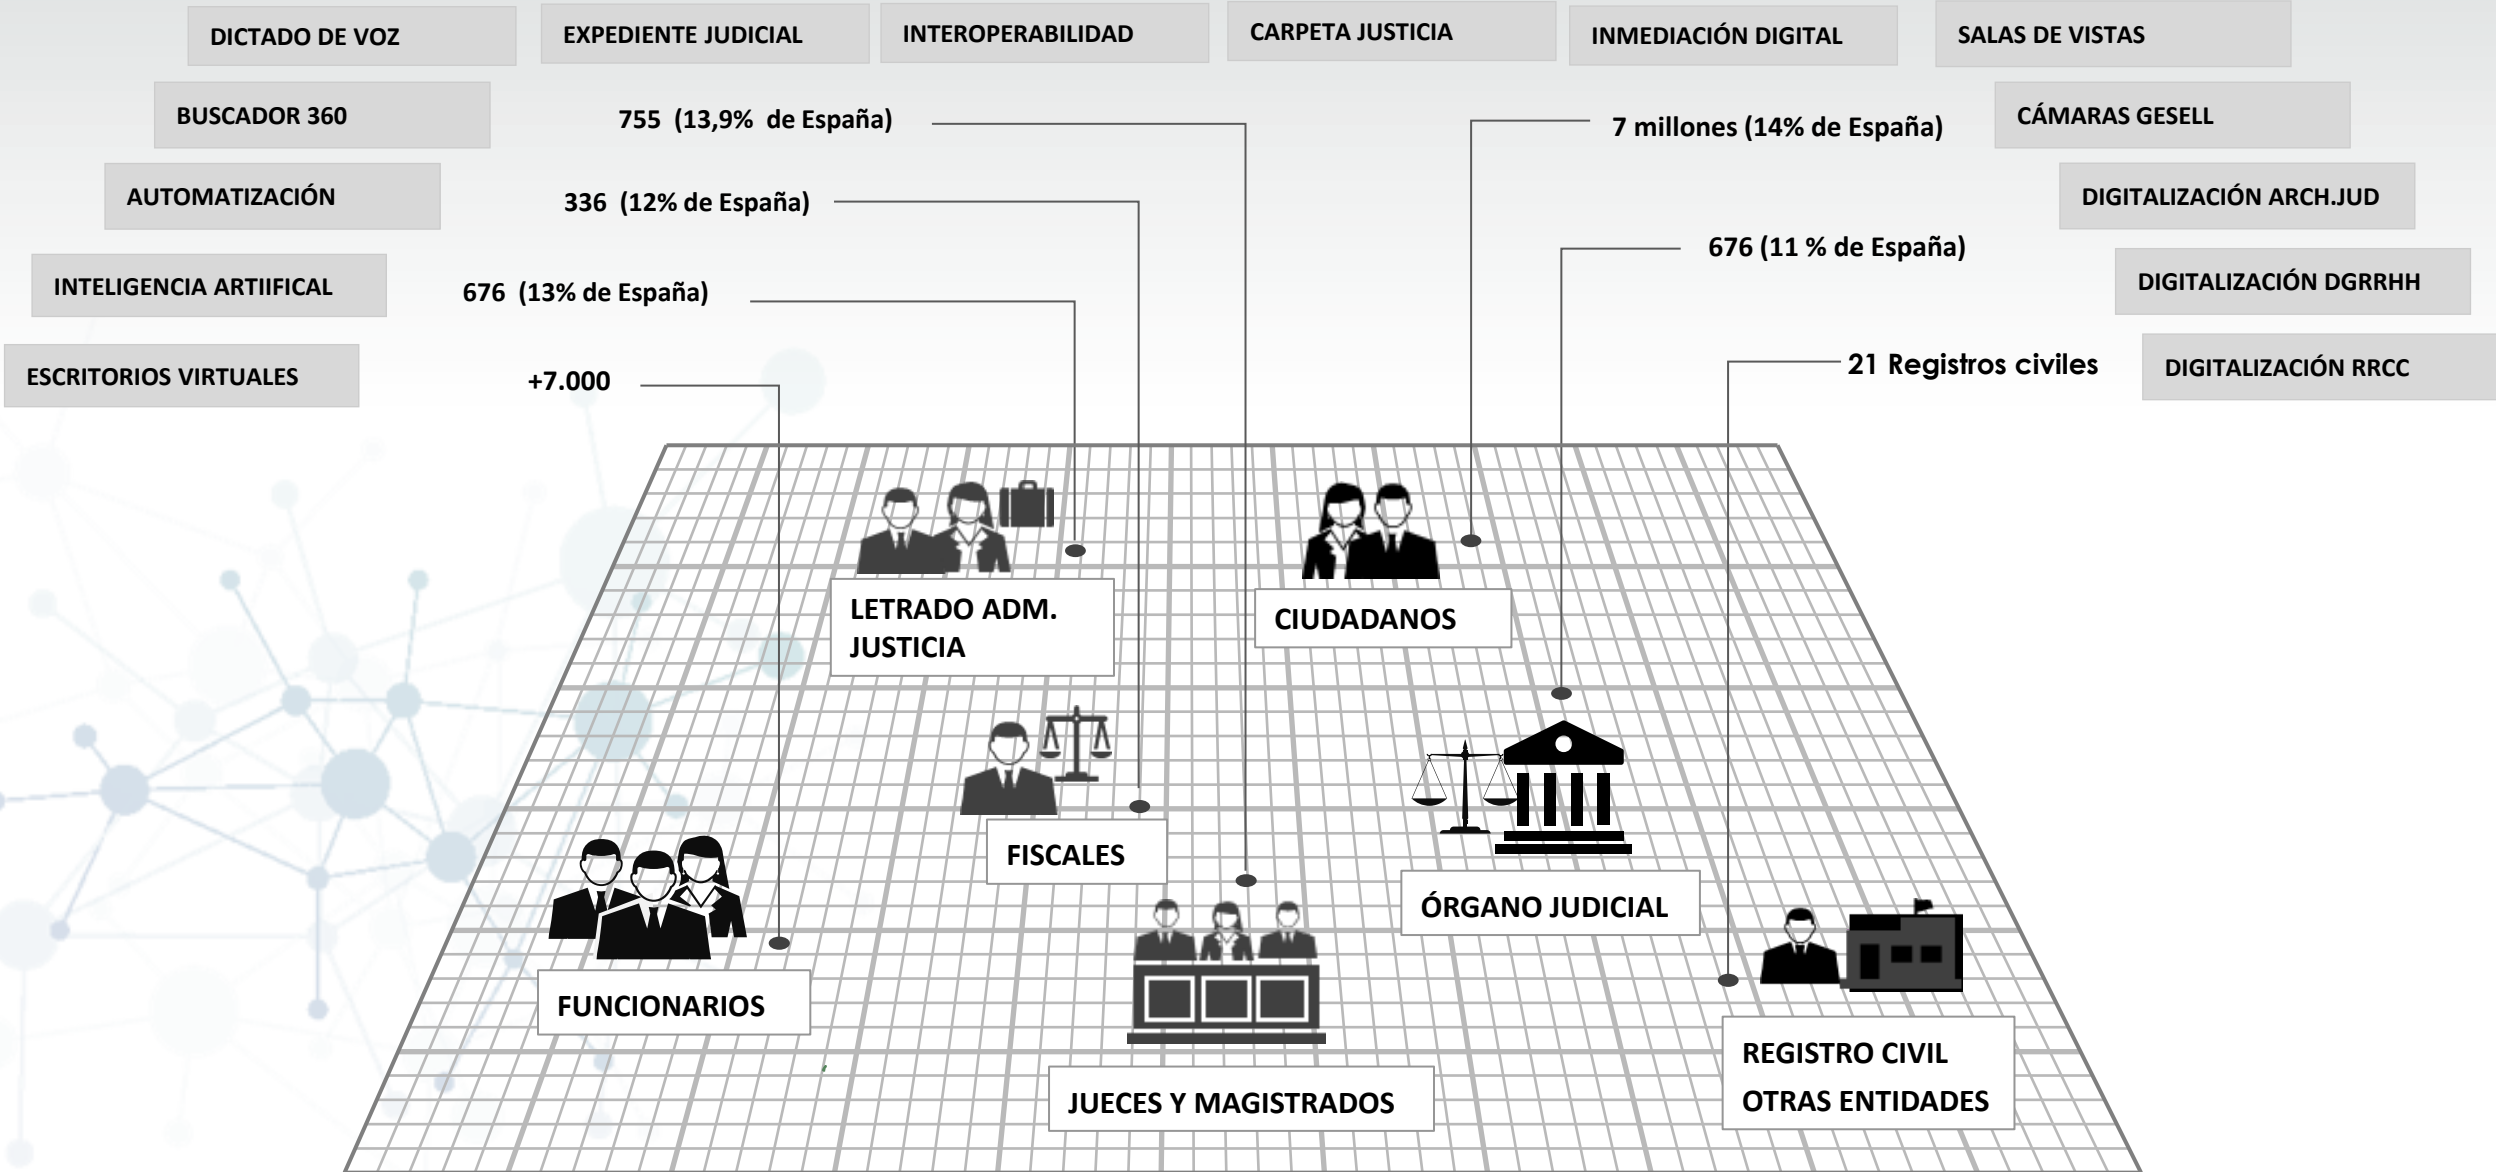 DICTADO DE VOZ
EXPEDIENTE JUDICIAL
INTEROPERABILIDAD
CARPETA JUSTICIA
INMEDIACIÓN DIGITAL
SALAS DE VISTAS
BUSCADOR 360
755 (13,9% de España)
7 millones (14% de España)
CÁMARAS GESELL
AUTOMATIZACIÓN
336 (12% de España)
DIGITALIZACIÓN ARCH.JUD
676 (11 % de España)
INTELIGENCIA ARTIIFICAL
676 (13% de España)
DIGITALIZACIÓN DGRRHH
ESCRITORIOS VIRTUALES
+7.000
21 Registros civiles
DIGITALIZACIÓN RRCC
LETRADO ADM.
JUSTICIA
CIUDADANOS
FISCALES
ÓRGANO JUDICIAL
FUNCIONARIOS
JUECES Y MAGISTRADOS
REGISTRO CIVIL
OTRAS ENTIDADES